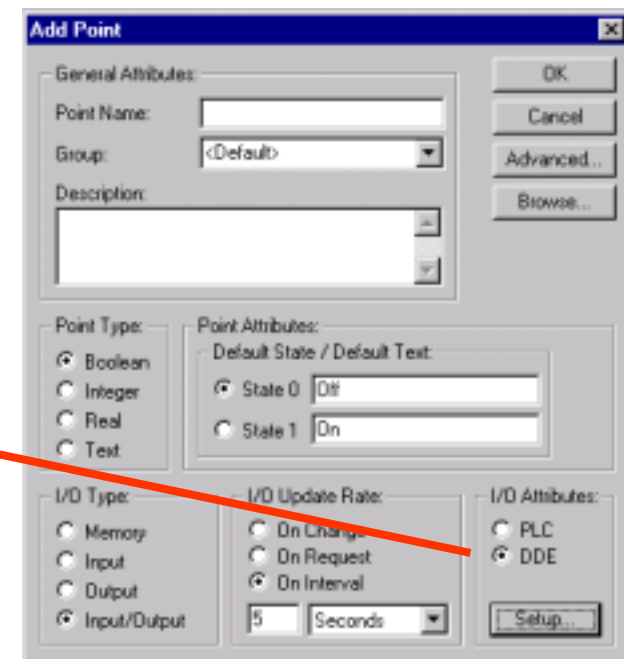 Add Point
General Attributes:
Point Name:
Group:
<Default>
Description:
OK
Cancel
Advanced...
Browse...
Point Type:
Boolean
Integer
Real
Text
Point Attributes:
Default State / Default Text:
State 0
Off
State 1
On
I/O Type:
Memory
Input
Output
Input/Output
I/O Update Rate:
On Change
On Request
On Interval
5
Seconds
I/O Attributes:
PLC
DDE
Setup...